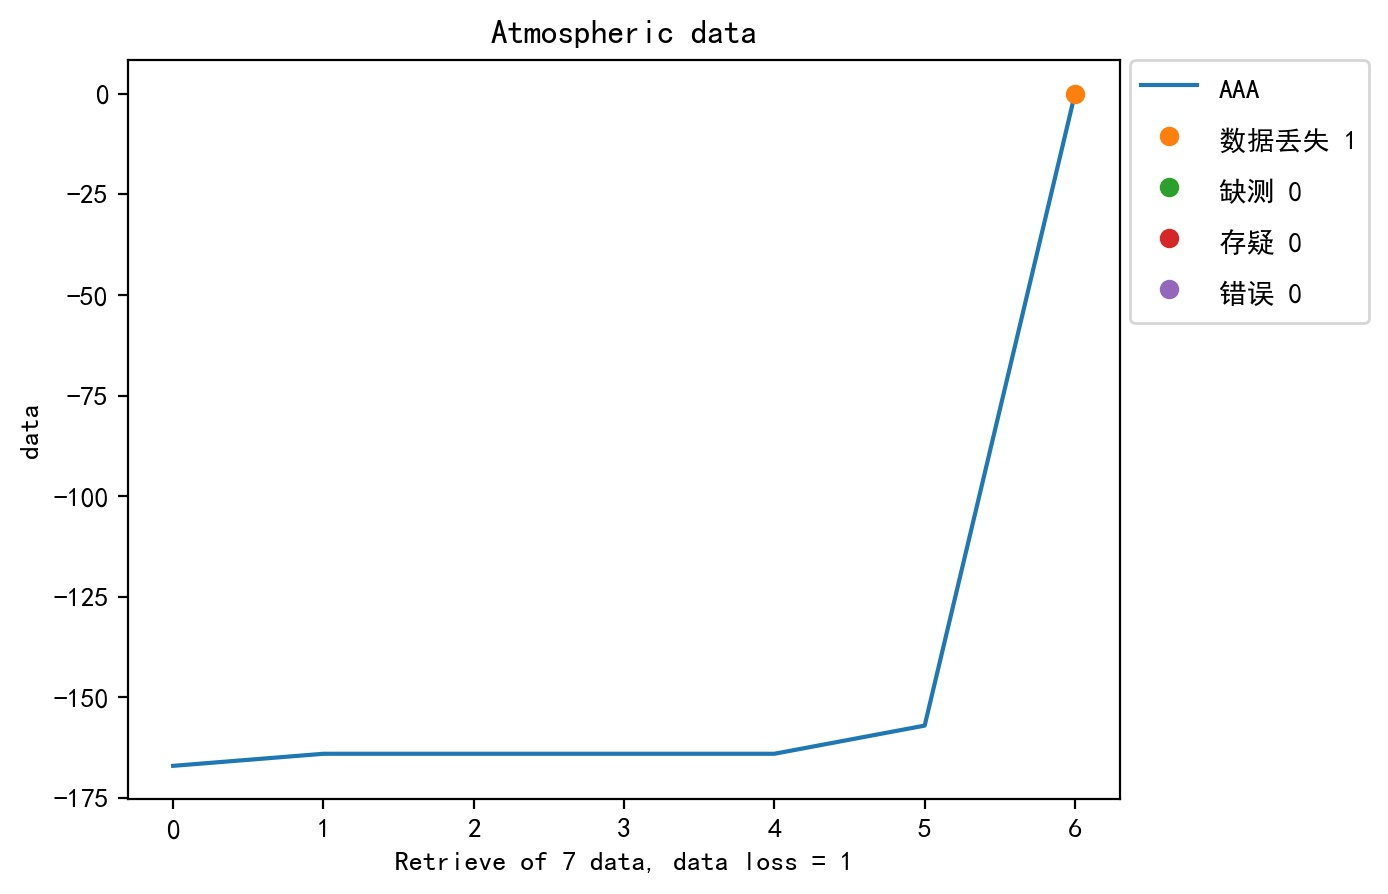 Atmospheric data
AAA
数据丢失 1
缺测 0
存疑 0
错误 0
data
0
−25
−50
−75
−100
−125
−150
−175
0 1 2 3 4 5 6
Retrieve of 7 data, data loss = 1